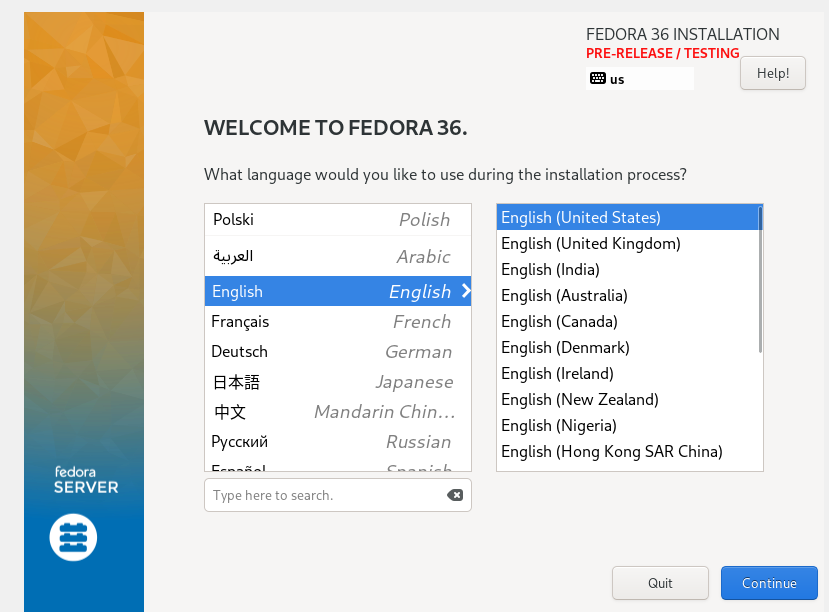 FEDORA 36 INSTALLATION
PRE-RELEASE / TESTING
us
Help!
WELCOME TO FEDORA 36.
What language would you like to use during the installation process?
Polski Polish
العربية Arabic
English English
Français French
Deutsch German
日本語 Japanese
中文 Mandarin Chin…
Русский Russian
Español Spanish
Type here to search.
English (United States)
English (United Kingdom)
English (India)
English (Australia)
English (Canada)
English (Denmark)
English (Ireland)
English (New Zealand)
English (Nigeria)
English (Hong Kong SAR China)
fedora
SERVER
Quit
Continue